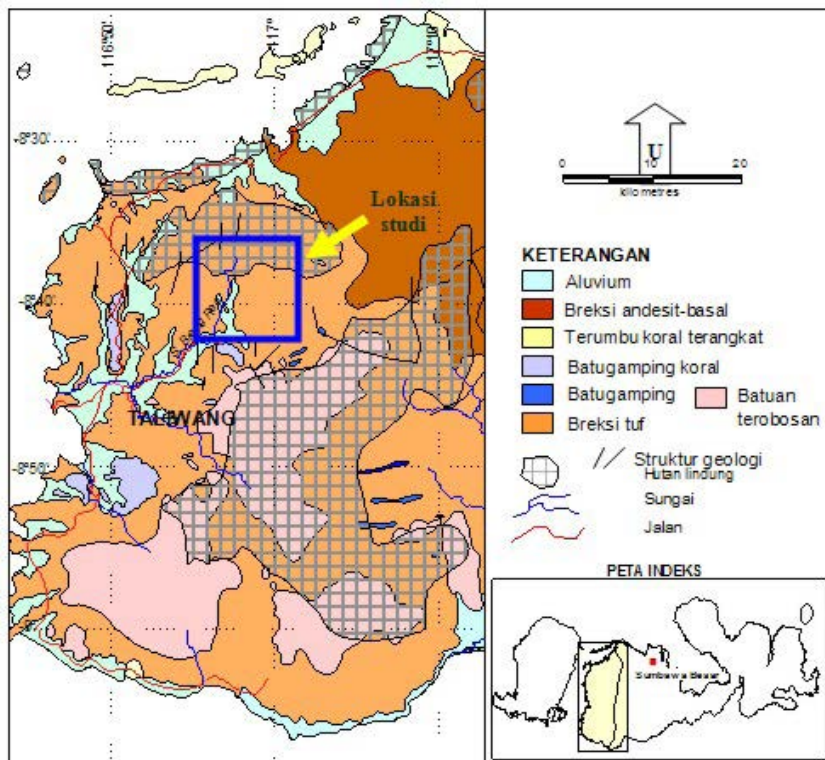 116°50'
117°
117°10'
-8°30'
Lokasi
studi
-8°40'
TALIWANG
-8°50'
U
0 10 20
kilometres
KETERANGAN
Aluvium
Breksi andesit-basal
Terumbu koral terangkat
Batugamping koral
Batugamping
Batuan
terobosan
Breksi tuf
Struktur geologi
Hutan lindung
Sungai
Jalan
PETA INDEKS
Sumbawa Besar